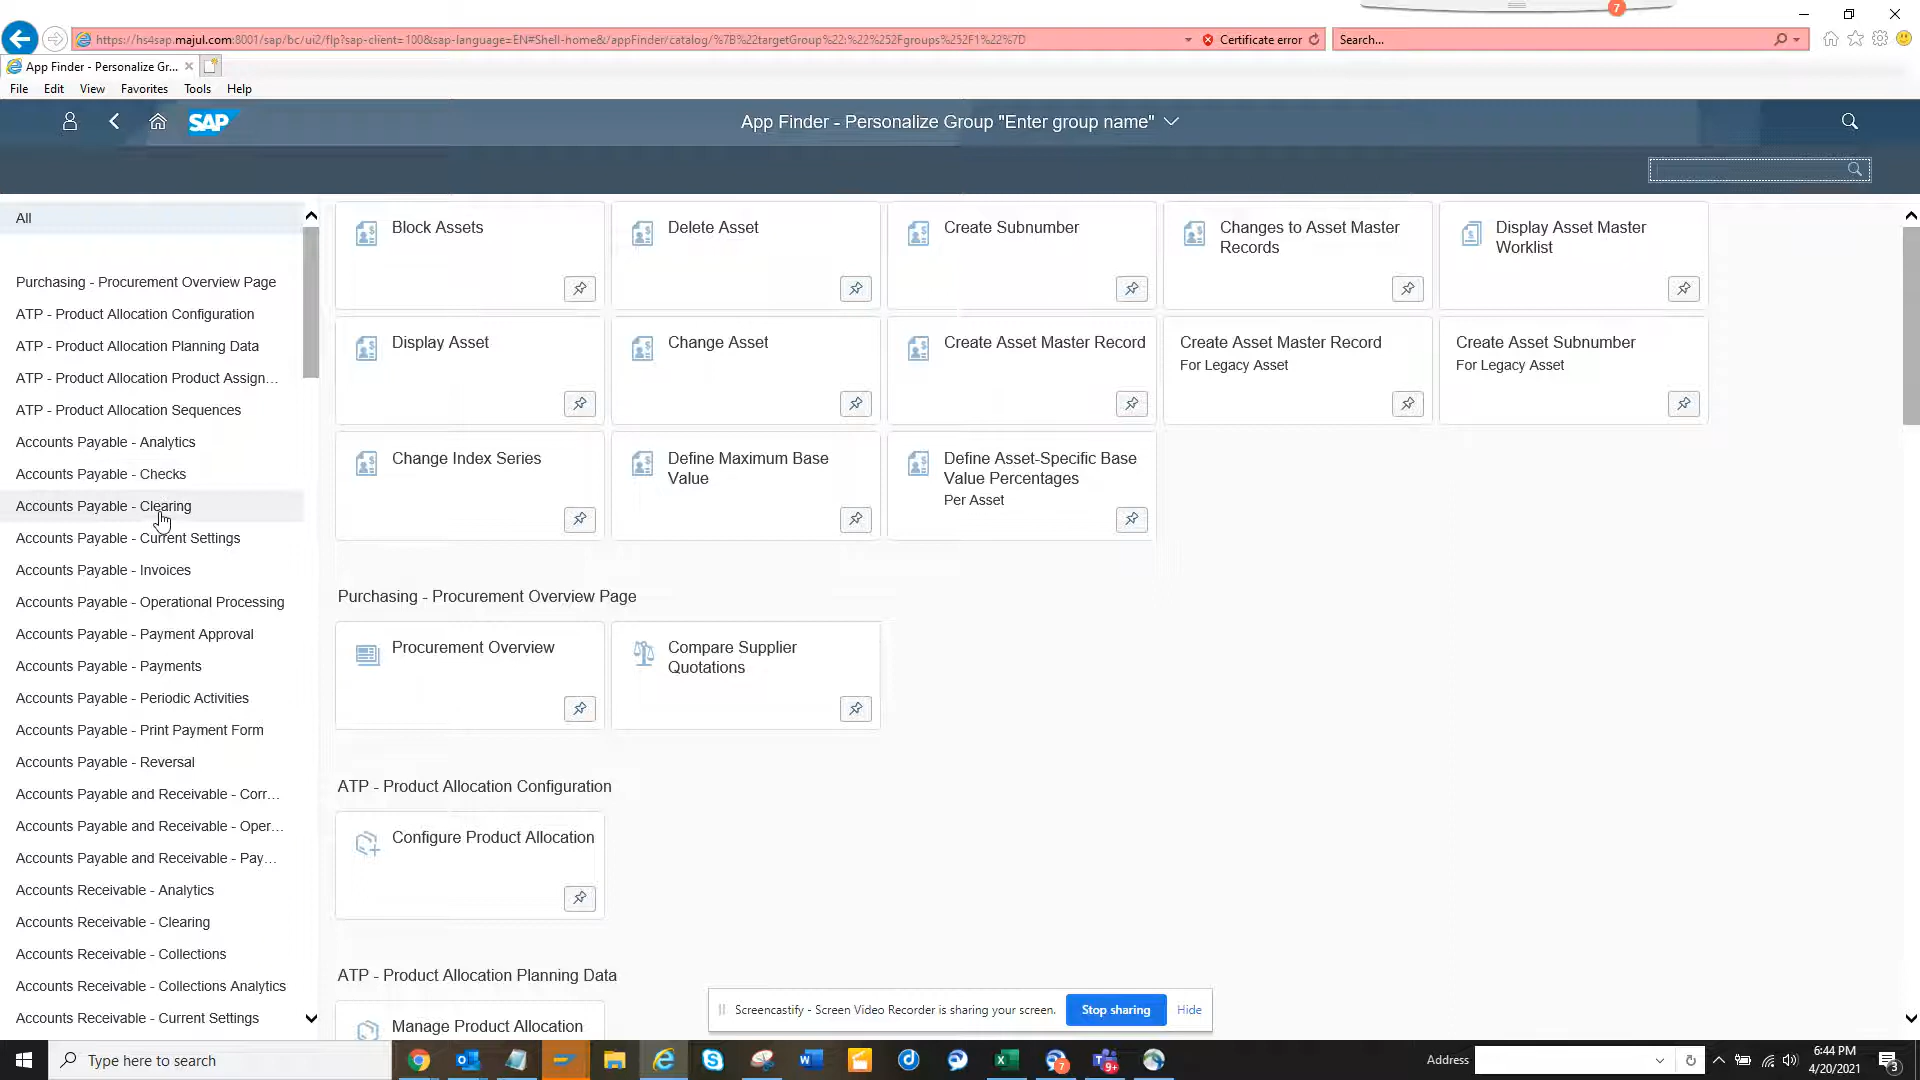 7
https://hs4sap.majul.com:8001/sap/bc/ui2/flp?sap-client=100&sap-language=EN#Shell-home&/appFinder/catalog/%7B%22targetGroup%22:%22%252Fgroups%252F1%22%7D
Certificate error
Search...
App Finder - Personalize Gr...
File Edit View Favorites Tools Help
SAP
App Finder - Personalize Group "Enter group name"
All
Purchasing - Procurement Overview Page
ATP - Product Allocation Configuration
ATP - Product Allocation Planning Data
ATP - Product Allocation Product Assign...
ATP - Product Allocation Sequences
Accounts Payable - Analytics
Accounts Payable - Checks
Accounts Payable - Clearing
Accounts Payable - Current Settings
Accounts Payable - Invoices
Accounts Payable - Operational Processing
Accounts Payable - Payment Approval
Accounts Payable - Payments
Accounts Payable - Periodic Activities
Accounts Payable - Print Payment Form
Accounts Payable - Reversal
Accounts Payable and Receivable - Corr...
Accounts Payable and Receivable - Oper...
Accounts Payable and Receivable - Pay...
Accounts Receivable - Analytics
Accounts Receivable - Clearing
Accounts Receivable - Collections
Accounts Receivable - Collections Analytics
Accounts Receivable - Current Settings
Block Assets
Delete Asset
Create Subnumber
Changes to Asset Master
Records
Display Asset Master
Worklist
Display Asset
Change Asset
Create Asset Master Record
Create Asset Master Record
For Legacy Asset
Create Asset Subnumber
For Legacy Asset
Change Index Series
Define Maximum Base
Value
Define Asset-Specific Base
Value Percentages
Per Asset
Purchasing - Procurement Overview Page
Procurement Overview
Compare Supplier
Quotations
ATP - Product Allocation Configuration
Configure Product Allocation
ATP - Product Allocation Planning Data
Manage Product Allocation
Screencastify - Screen Video Recorder is sharing your screen.
Stop sharing
Hide
Type here to search
7
9+
Address
6:44 PM
4/20/2021
3